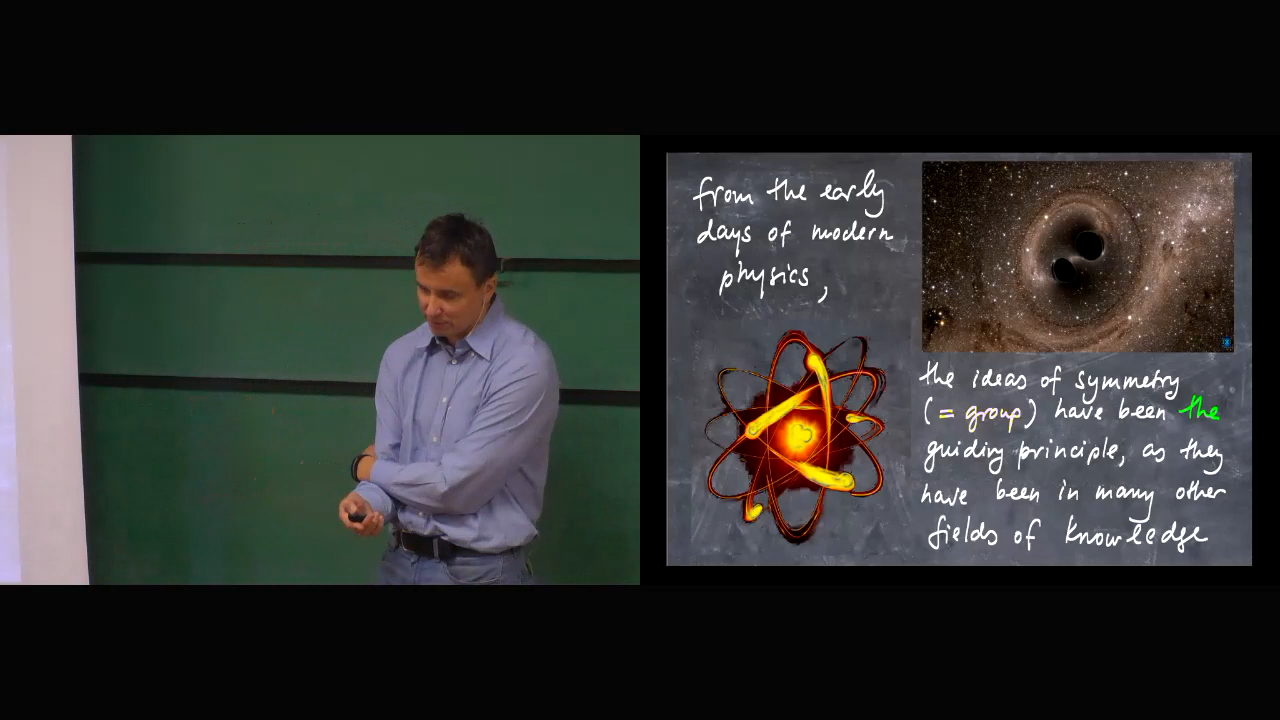 from the early
days of modern
physics,
the ideas of symmetry
(= group) have been the
guiding principle, as they
have been in many other
fields of knowledge